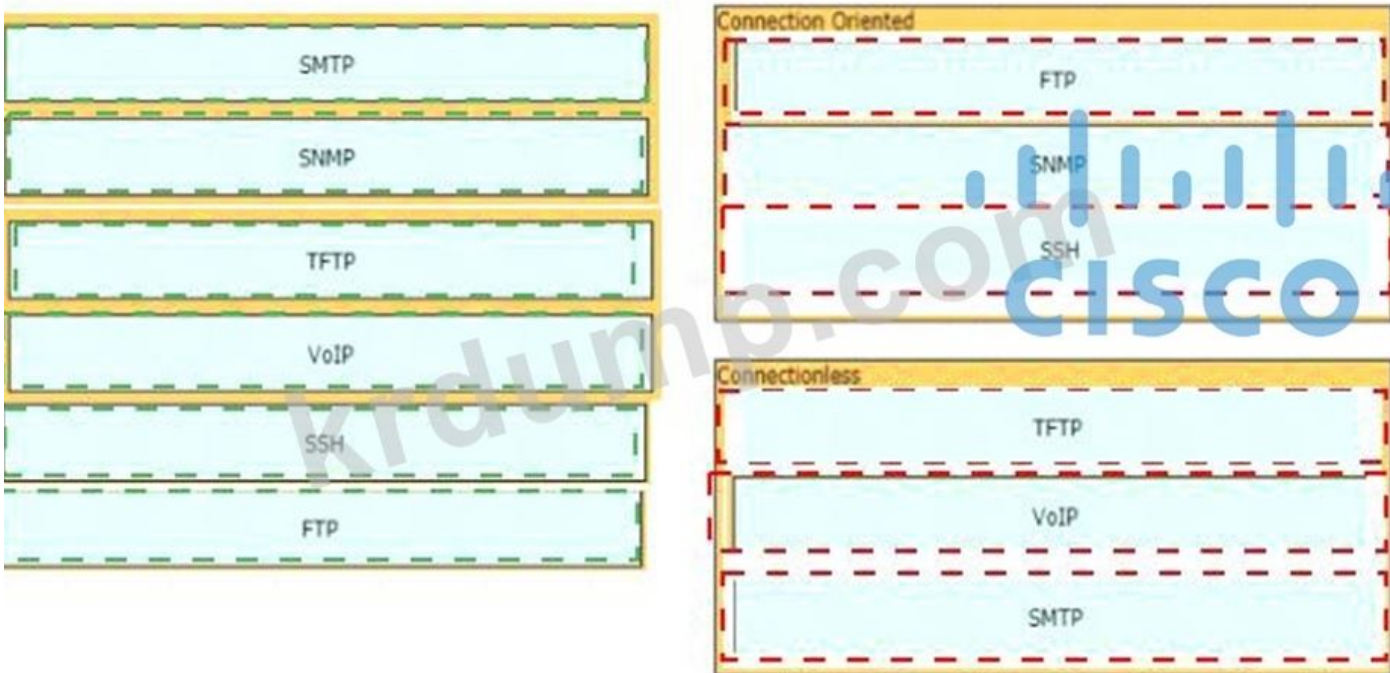 SMTP
SNMP
TFTP
VoIP
SSH
FTP
Connection Oriented
FTP
SNMP
SSH
Connectionless
TFTP
VoIP
SMTP
CISCO
krdump.com